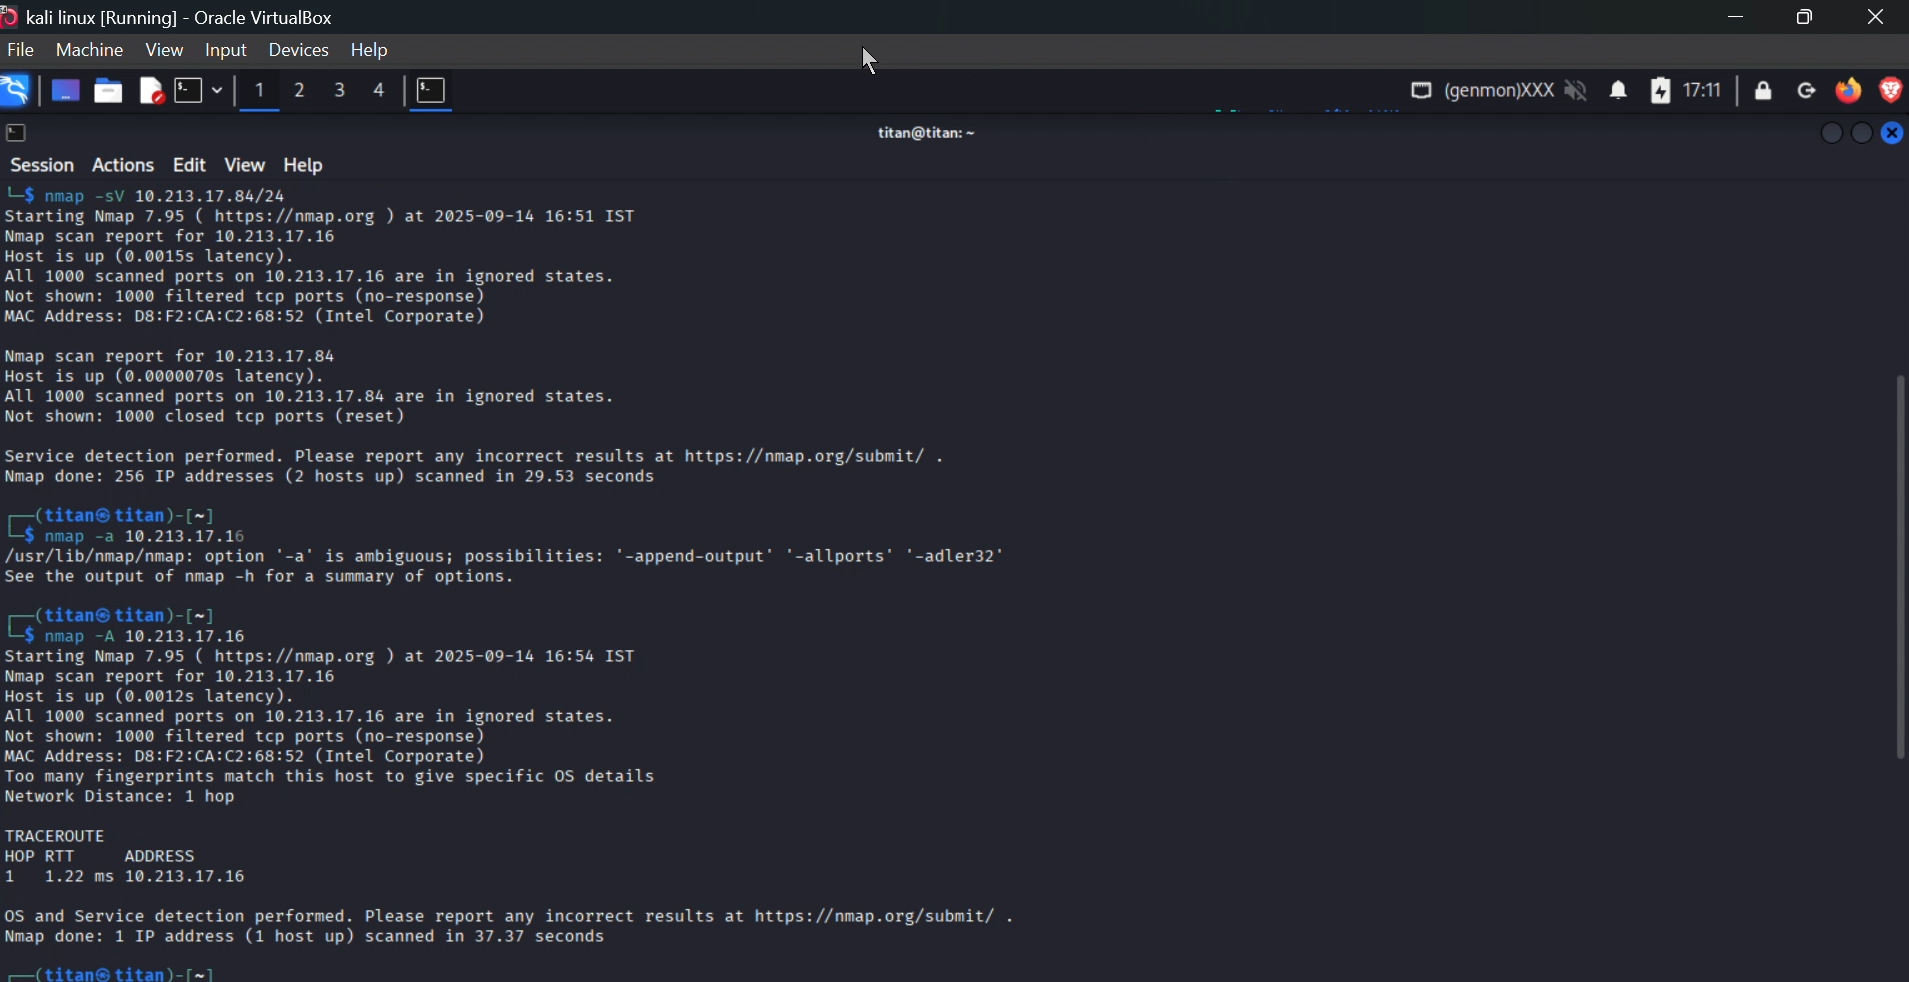 kali linux [Running] - Oracle VirtualBox
File Machine View Input Devices Help
1 2 3 4 (genmon)XXX 17:11
titan@titan: ~
Session Actions Edit View Help
└─$ nmap -sV 10.213.17.84/24
Starting Nmap 7.95 ( https://nmap.org ) at 2025-09-14 16:51 IST
Nmap scan report for 10.213.17.16
Host is up (0.0015s latency).
All 1000 scanned ports on 10.213.17.16 are in ignored states.
Not shown: 1000 filtered tcp ports (no-response)
MAC Address: D8:F2:CA:C2:68:52 (Intel Corporate)
Nmap scan report for 10.213.17.84
Host is up (0.0000070s latency).
All 1000 scanned ports on 10.213.17.84 are in ignored states.
Not shown: 1000 closed tcp ports (reset)
Service detection performed. Please report any incorrect results at https://nmap.org/submit/ .
Nmap done: 256 IP addresses (2 hosts up) scanned in 29.53 seconds
┌──(titan㉿titan)-[~]
└─$ nmap -a 10.213.17.16
/usr/lib/nmap/nmap: option '-a' is ambiguous; possibilities: '-append-output' '-allports' '-adler32'
See the output of nmap -h for a summary of options.
┌──(titan㉿titan)-[~]
└─$ nmap -A 10.213.17.16
Starting Nmap 7.95 ( https://nmap.org ) at 2025-09-14 16:54 IST
Nmap scan report for 10.213.17.16
Host is up (0.0012s latency).
All 1000 scanned ports on 10.213.17.16 are in ignored states.
Not shown: 1000 filtered tcp ports (no-response)
MAC Address: D8:F2:CA:C2:68:52 (Intel Corporate)
Too many fingerprints match this host to give specific OS details
Network Distance: 1 hop
TRACEROUTE
HOP RTT     ADDRESS
1   1.22 ms 10.213.17.16
OS and Service detection performed. Please report any incorrect results at https://nmap.org/submit/ .
Nmap done: 1 IP address (1 host up) scanned in 37.37 seconds
┌──(titan㉿titan)-[~]